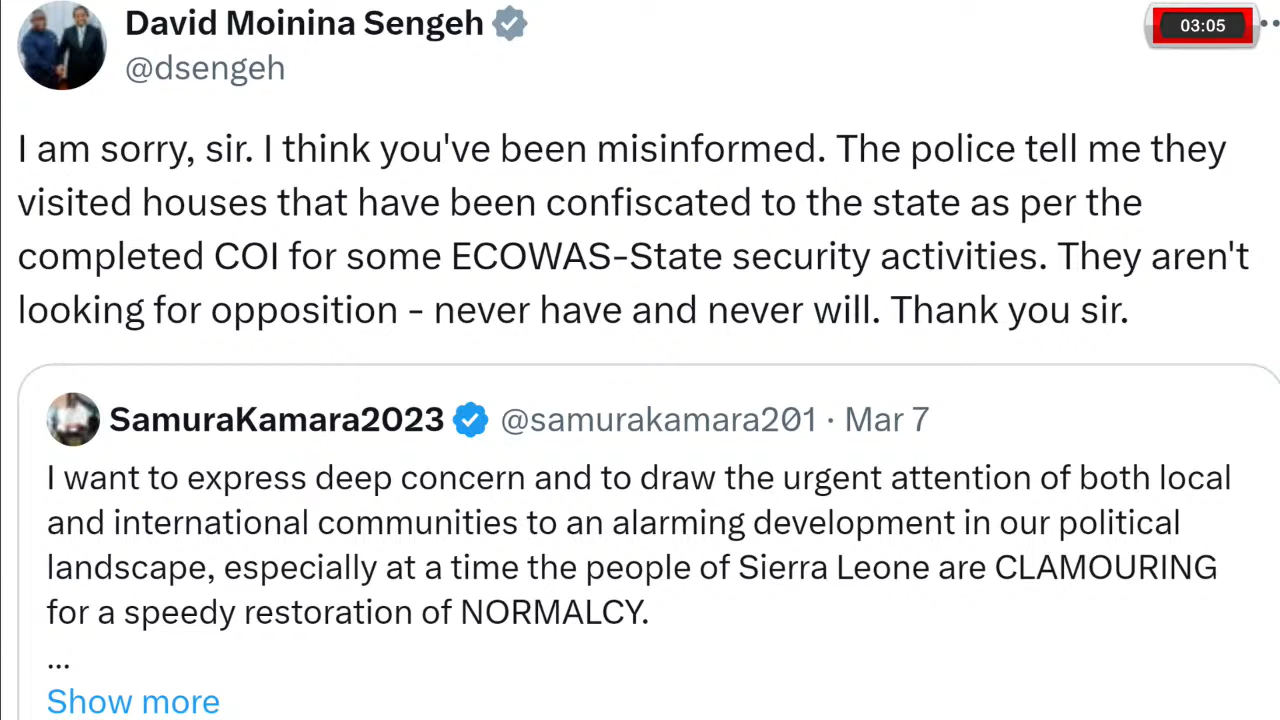 David Moinina Sengeh
@dsengeh
03:05
I am sorry, sir. I think you've been misinformed. The police tell me they
visited houses that have been confiscated to the state as per the
completed COI for some ECOWAS-State security activities. They aren't
looking for opposition - never have and never will. Thank you sir.
SamuraKamara2023 @samurakamara201 · Mar 7
I want to express deep concern and to draw the urgent attention of both local
and international communities to an alarming development in our political
landscape, especially at a time the people of Sierra Leone are CLAMOURING
for a speedy restoration of NORMALCY.
...
Show more